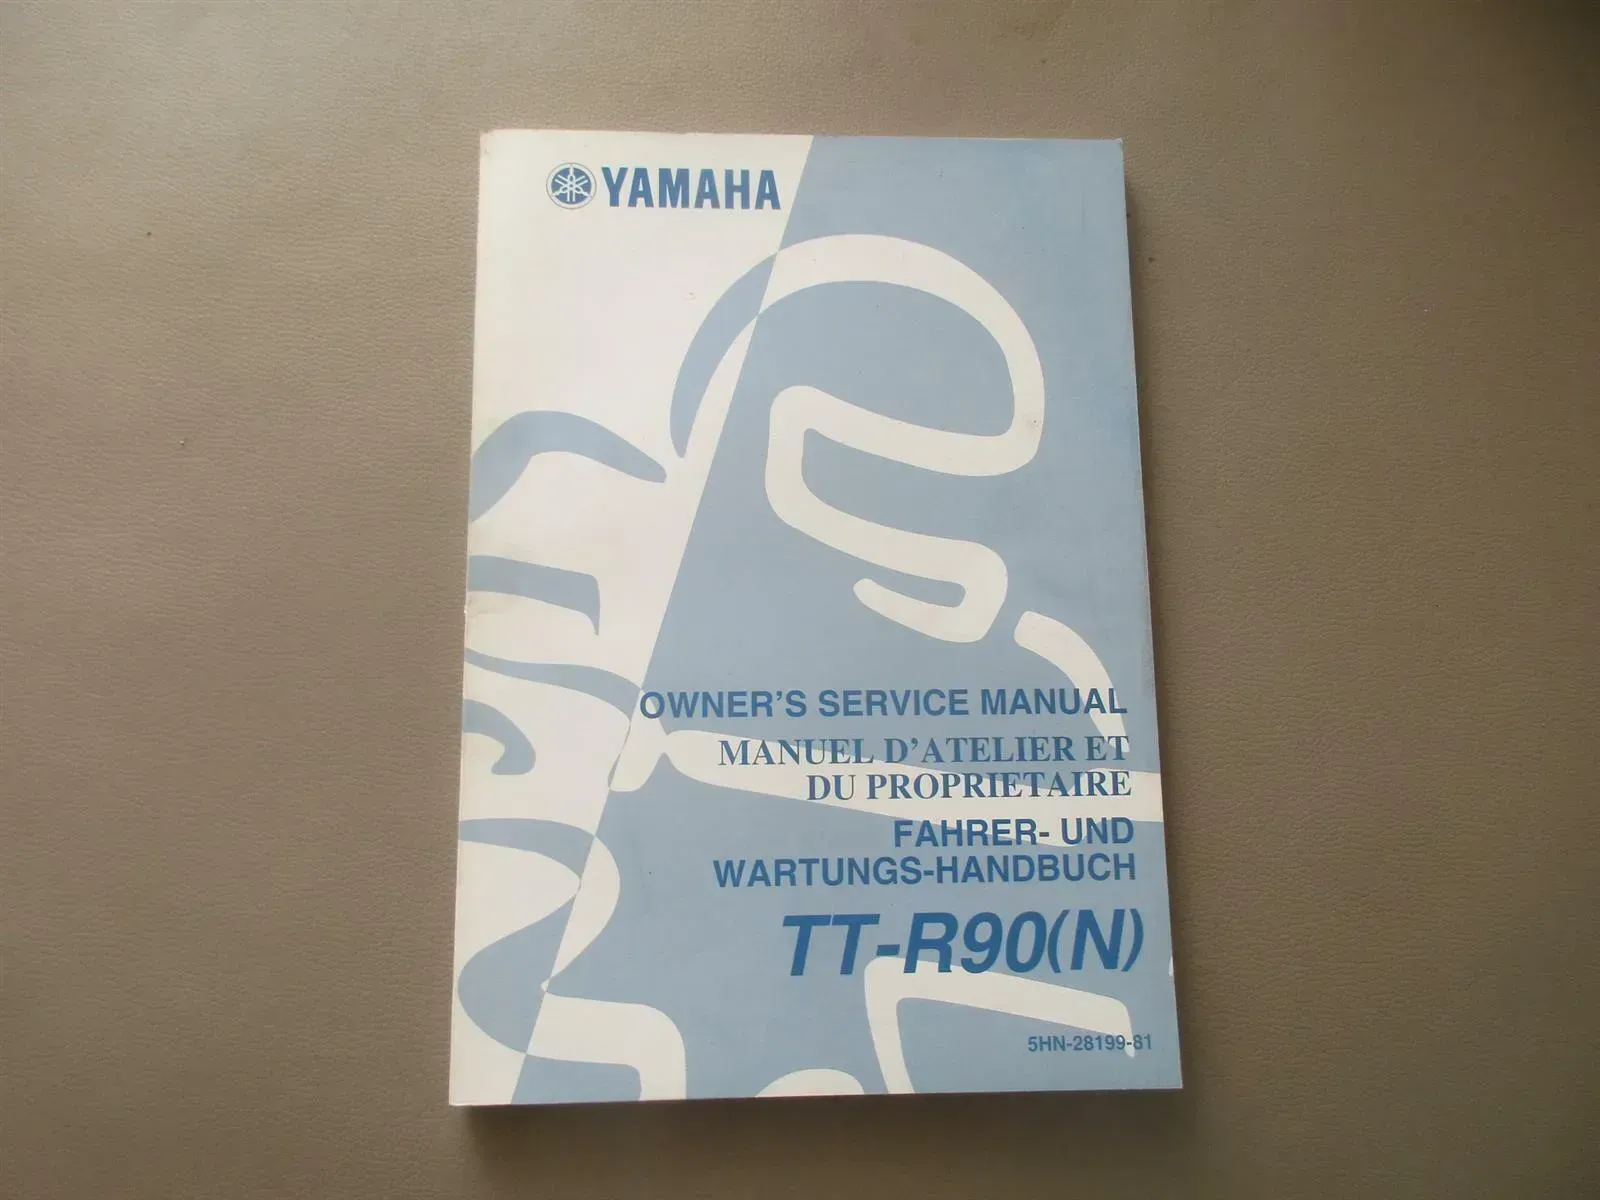 YAMAHA
OWNER'S SERVICE MANUAL
MANUEL D'ATELIER ET
DU PROPRIETAIRE
FAHRER- UND
WARTUNGS-HANDBUCH
TT-R90(N)
5HN-28199-81